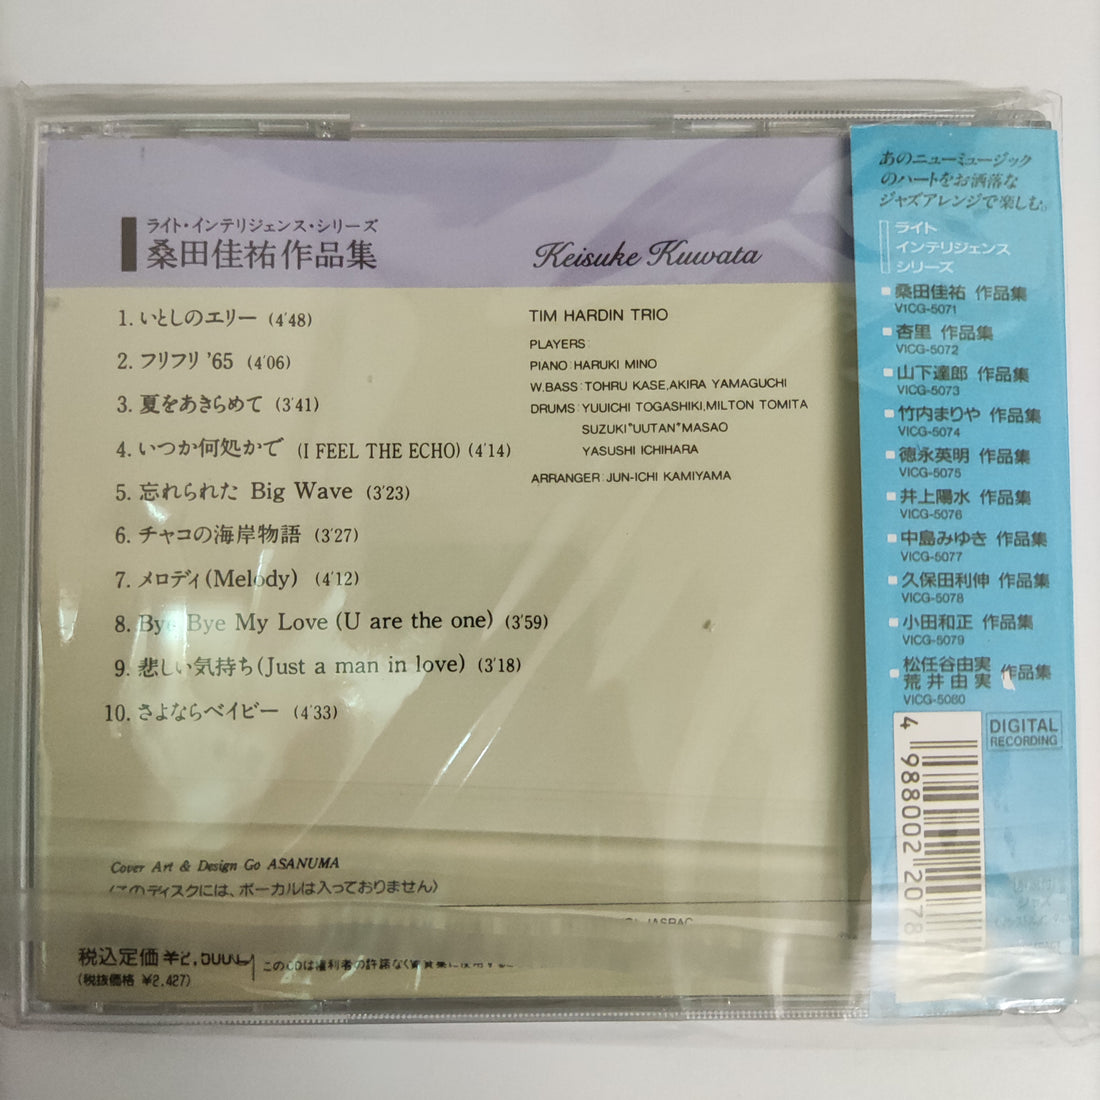 ライト・インテリジェンス・シリーズ
桑田佳祐作品集
Keisuke Kuwata
1. いとしのエリー (4'48)
2. フリフリ '65 (4'06)
3. 夏をあきらめて (3'41)
4. いつか何処かで (I FEEL THE ECHO) (4'14)
5. 忘れられた Big Wave (3'23)
6. チャコの海岸物語 (3'27)
7. メロディ(Melody) (4'12)
8. Bye Bye My Love (U are the one) (3'59)
9. 悲しい気持ち(Just a man in love) (3'18)
10. さよならベイビー (4'33)
TIM HARDIN TRIO
PLAYERS:
PIANO:HARUKI MINO
W.BASS:TOHRU KASE,AKIRA YAMAGUCHI
DRUMS:YUUICHI TOGASHIKI,MILTON TOMITA
SUZUKI"UUTAN"MASAO
YASUSHI ICHIHARA
ARRANGER:JUN-ICHI KAMIYAMA
Cover Art & Design Go ASANUMA
(このディスクには、ボーカルは入っておりません)
JASRAC
税込定価
(税抜価格 ¥2,427)
このCDは権利者の許諾なく
あのニューミュージック
のハートをお洒落な
ジャズアレンジで楽しむ。
ライト
インテリジェンス
シリーズ
桑田佳祐 作品集
VICG-5071
杏里 作品集
VICG-5072
山下達郎 作品集
VICG-5073
竹内まりや 作品集
VICG-5074
徳永英明 作品集
VICG-5075
井上陽水 作品集
VICG-5076
中島みゆき 作品集
VICG-5077
久保田利伸 作品集
VICG-5078
小田和正 作品集
VICG-5079
松任谷由実
荒井由実 作品集
VICG-5080
DIGITAL
RECORDING
4 988002 2078